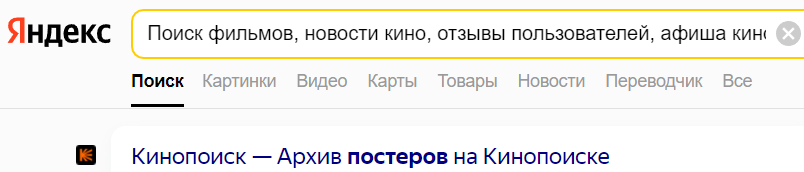 Яндекс
Поиск фильмов, новости кино, отзывы пользователей, афиша кино
Поиск Картинки Видео Карты Товары Новости Переводчик Все
Кинопоиск — Архив постеров на Кинопоиске